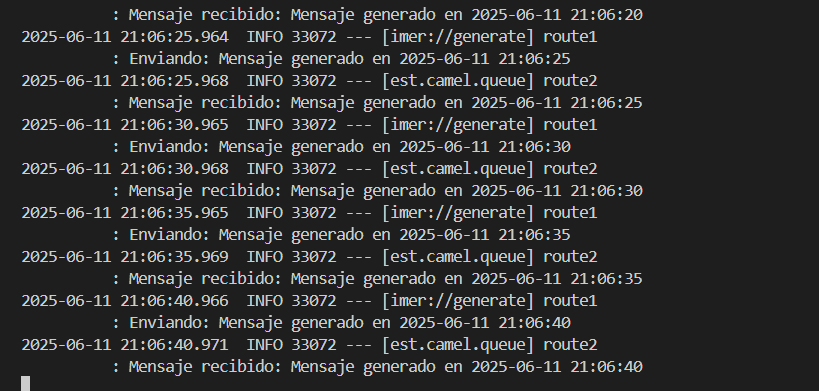 : Mensaje recibido: Mensaje generado en 2025-06-11 21:06:20
2025-06-11 21:06:25.964  INFO 33072 --- [imer://generate] route1
: Enviando: Mensaje generado en 2025-06-11 21:06:25
2025-06-11 21:06:25.968  INFO 33072 --- [est.camel.queue] route2
: Mensaje recibido: Mensaje generado en 2025-06-11 21:06:25
2025-06-11 21:06:30.965  INFO 33072 --- [imer://generate] route1
: Enviando: Mensaje generado en 2025-06-11 21:06:30
2025-06-11 21:06:30.968  INFO 33072 --- [est.camel.queue] route2
: Mensaje recibido: Mensaje generado en 2025-06-11 21:06:30
2025-06-11 21:06:35.965  INFO 33072 --- [imer://generate] route1
: Enviando: Mensaje generado en 2025-06-11 21:06:35
2025-06-11 21:06:35.969  INFO 33072 --- [est.camel.queue] route2
: Mensaje recibido: Mensaje generado en 2025-06-11 21:06:35
2025-06-11 21:06:40.966  INFO 33072 --- [imer://generate] route1
: Enviando: Mensaje generado en 2025-06-11 21:06:40
2025-06-11 21:06:40.971  INFO 33072 --- [est.camel.queue] route2
: Mensaje recibido: Mensaje generado en 2025-06-11 21:06:40